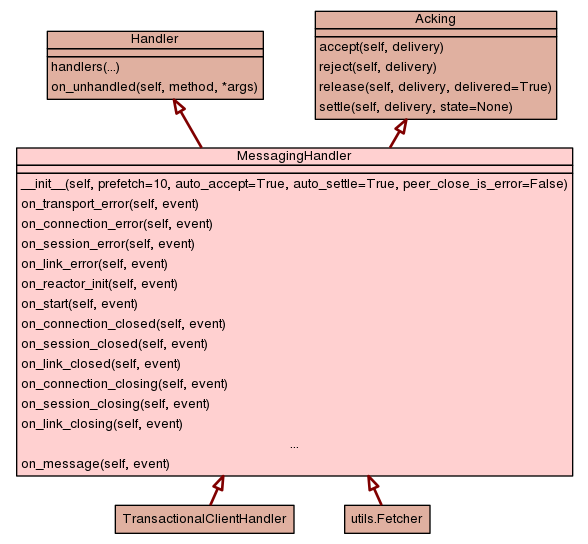 Handler
handlers(...)
on_unhandled(self, method, *args)
Acking
accept(self, delivery)
reject(self, delivery)
release(self, delivery, delivered=True)
settle(self, delivery, state=None)
MessagingHandler
__init__(self, prefetch=10, auto_accept=True, auto_settle=True, peer_close_is_error=False)
on_transport_error(self, event)
on_connection_error(self, event)
on_session_error(self, event)
on_link_error(self, event)
on_reactor_init(self, event)
on_start(self, event)
on_connection_closed(self, event)
on_session_closed(self, event)
on_link_closed(self, event)
on_connection_closing(self, event)
on_session_closing(self, event)
on_link_closing(self, event)
...
on_message(self, event)
TransactionalClientHandler
utils.Fetcher